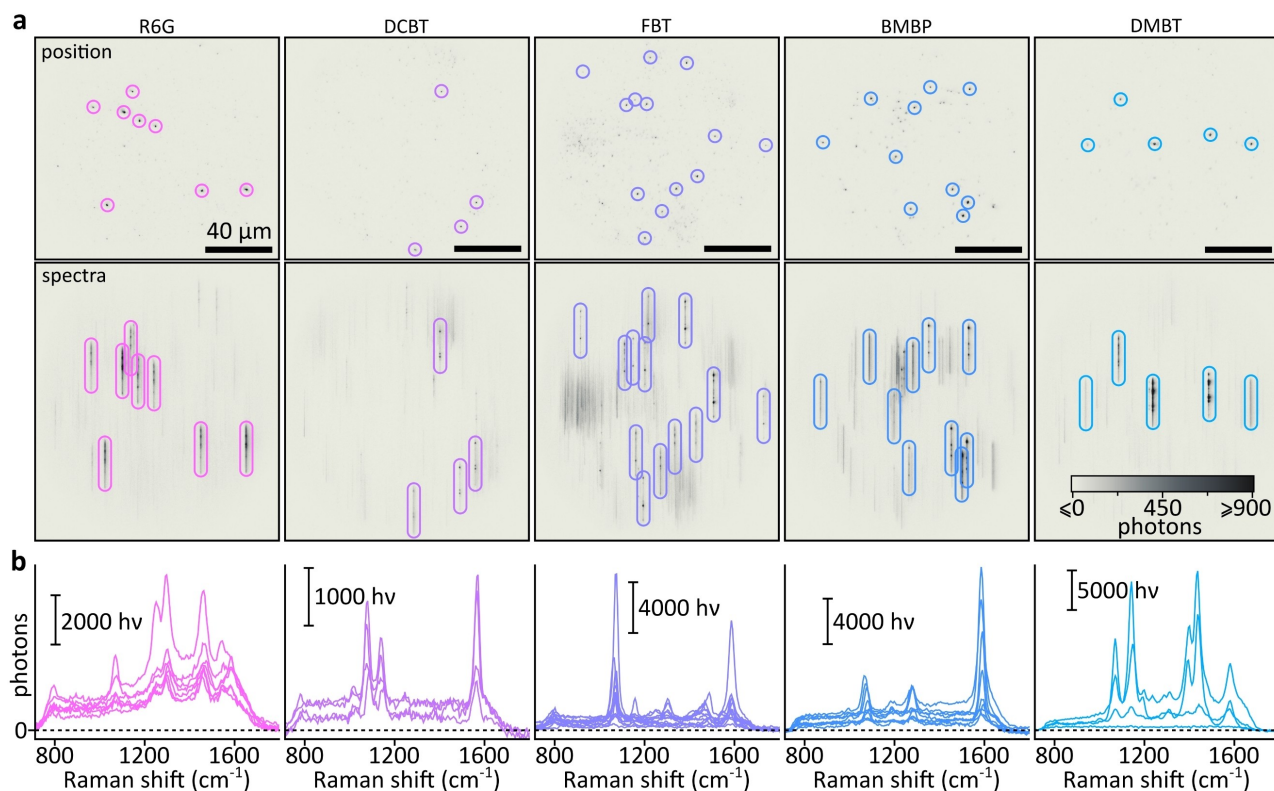 a
R6G DCBT FBT BMBP DMBT
position
40 µm
spectra
⩽0 450 ⩾900
photons
b
2000 hν 1000 hν 4000 hν 4000 hν 5000 hν
photons
0
800 1200 1600 800 1200 1600 800 1200 1600 800 1200 1600 800 1200 1600
Raman shift (cm⁻¹) Raman shift (cm⁻¹) Raman shift (cm⁻¹) Raman shift (cm⁻¹) Raman shift (cm⁻¹)